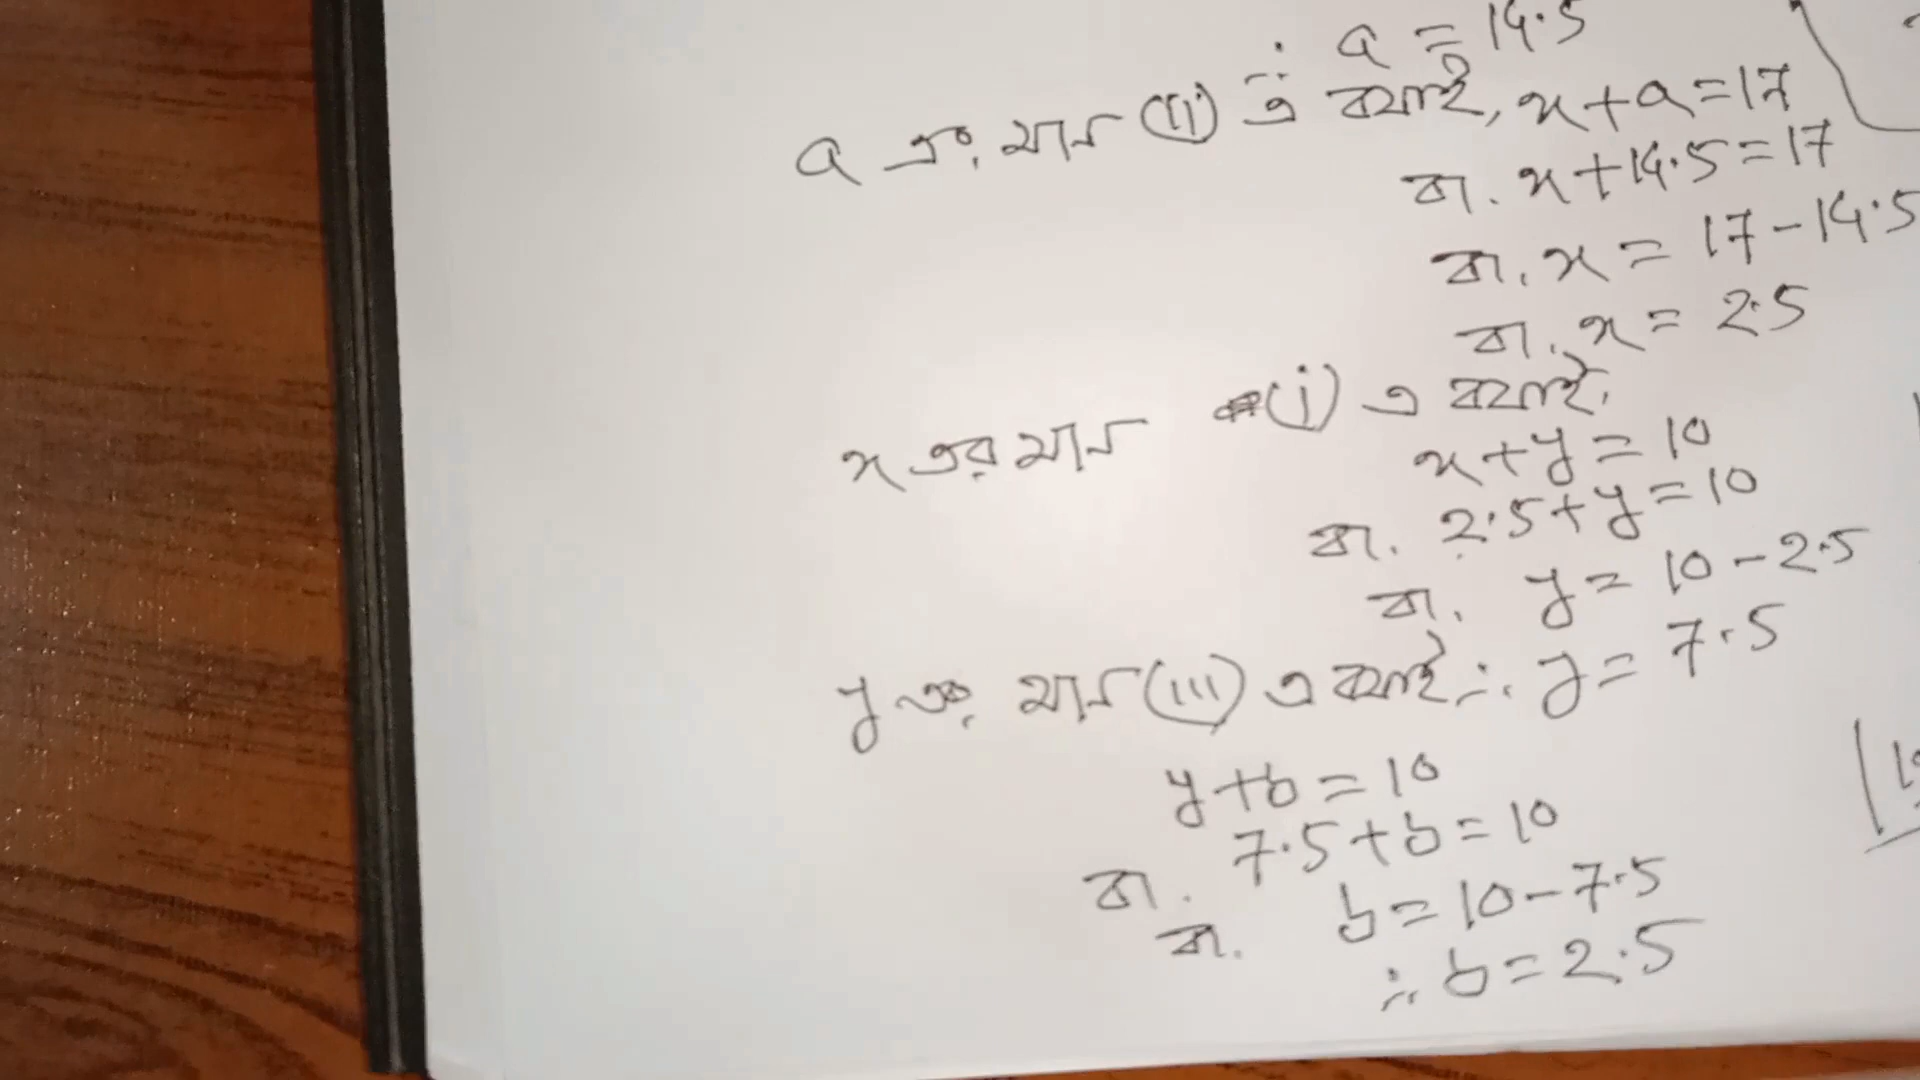 ∴ a = 14.5
a এর মান (II) এ বসাই, x+a=17
বা. x+14.5=17
বা. x = 17-14.5
বা. x = 2.5
x এর মান (i) এ বসাই,
x+y=10
বা. 2.5+y=10
বা. y = 10-2.5
y এর মান (III) এ বসাই ∴ y = 7.5
y+b=10
বা. 7.5+b=10
বা. b=10-7.5
∴ b=2.5